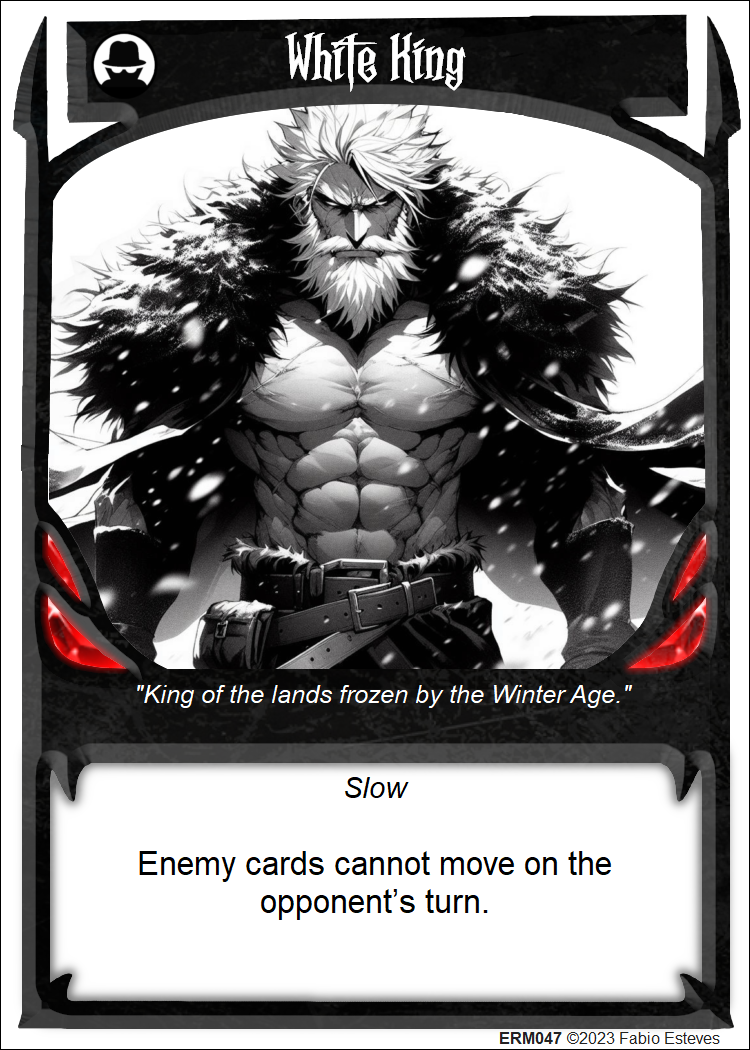 White King
"King of the lands frozen by the Winter Age."
Slow
Enemy cards cannot move on the
opponent’s turn.
ERM047 ©2023 Fabio Esteves